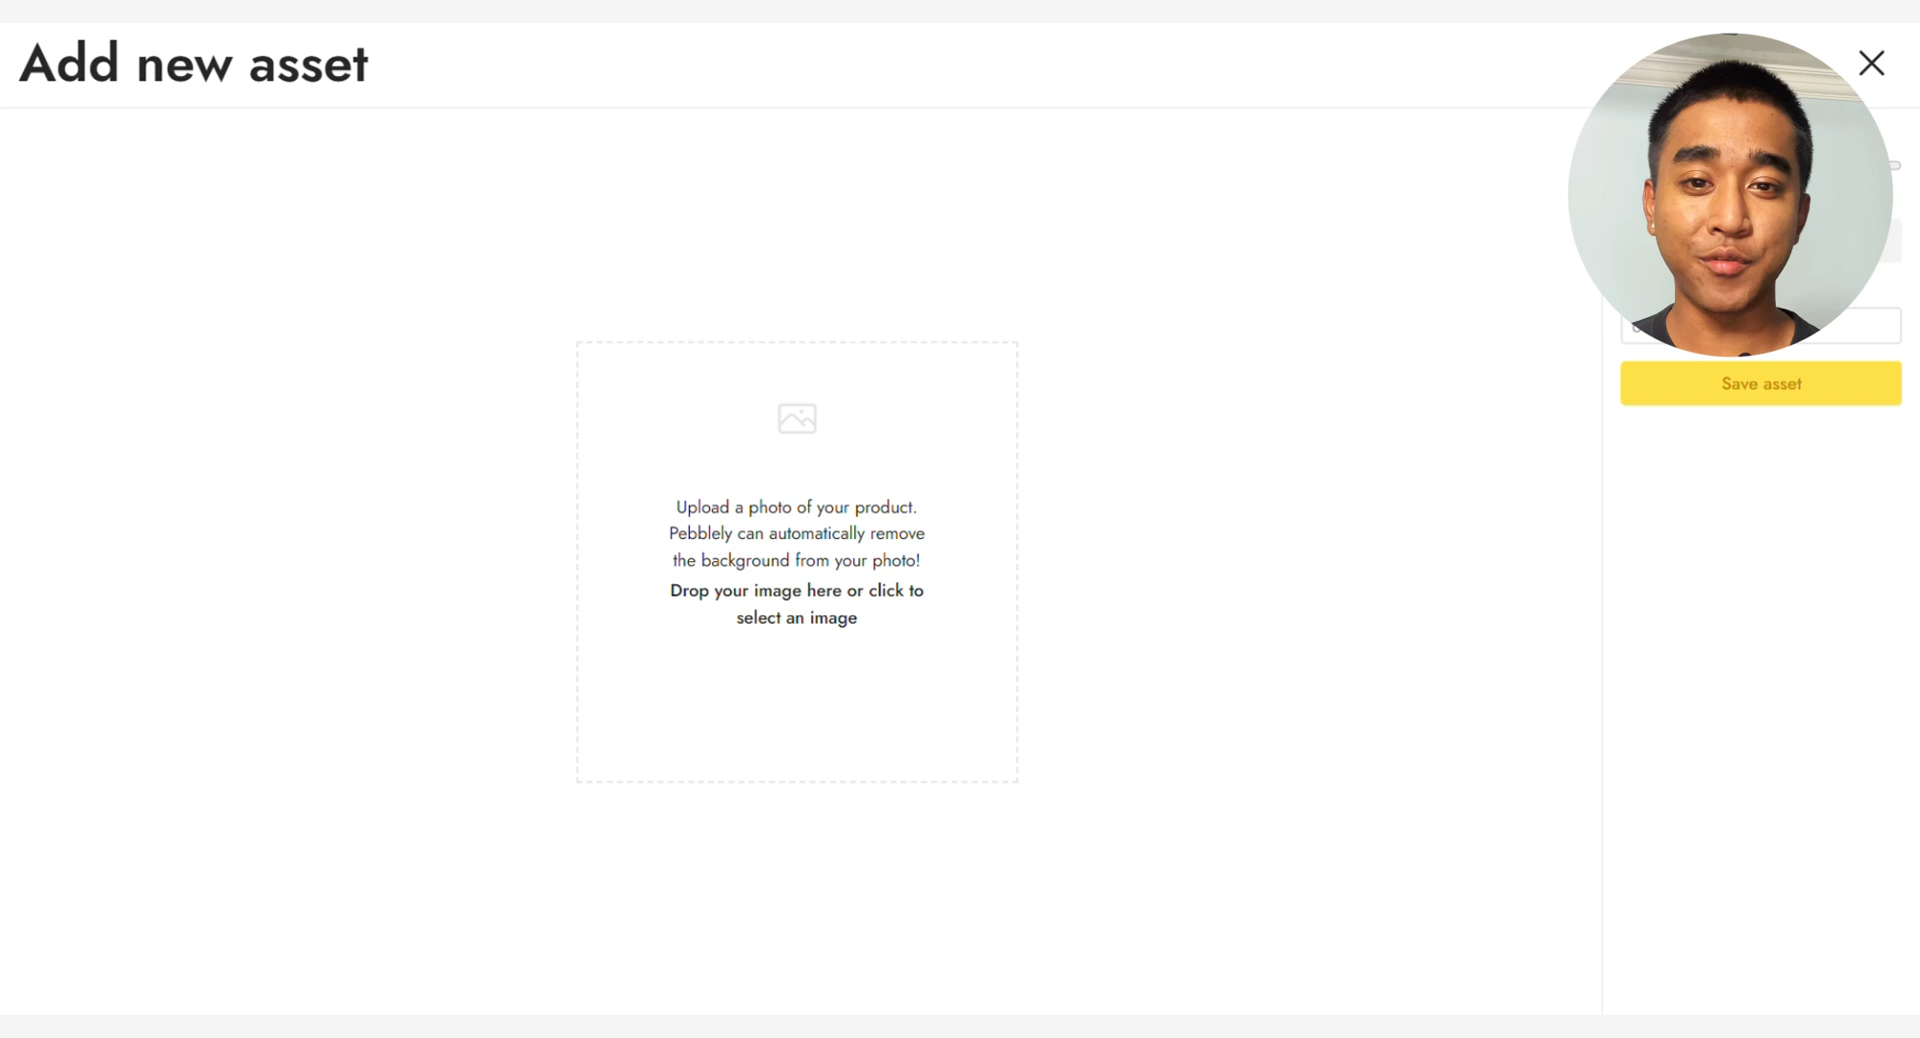 Add new asset
Upload a photo of your product.
Pebblely can automatically remove
the background from your photo!
Drop your image here or click to
select an image
Save asset